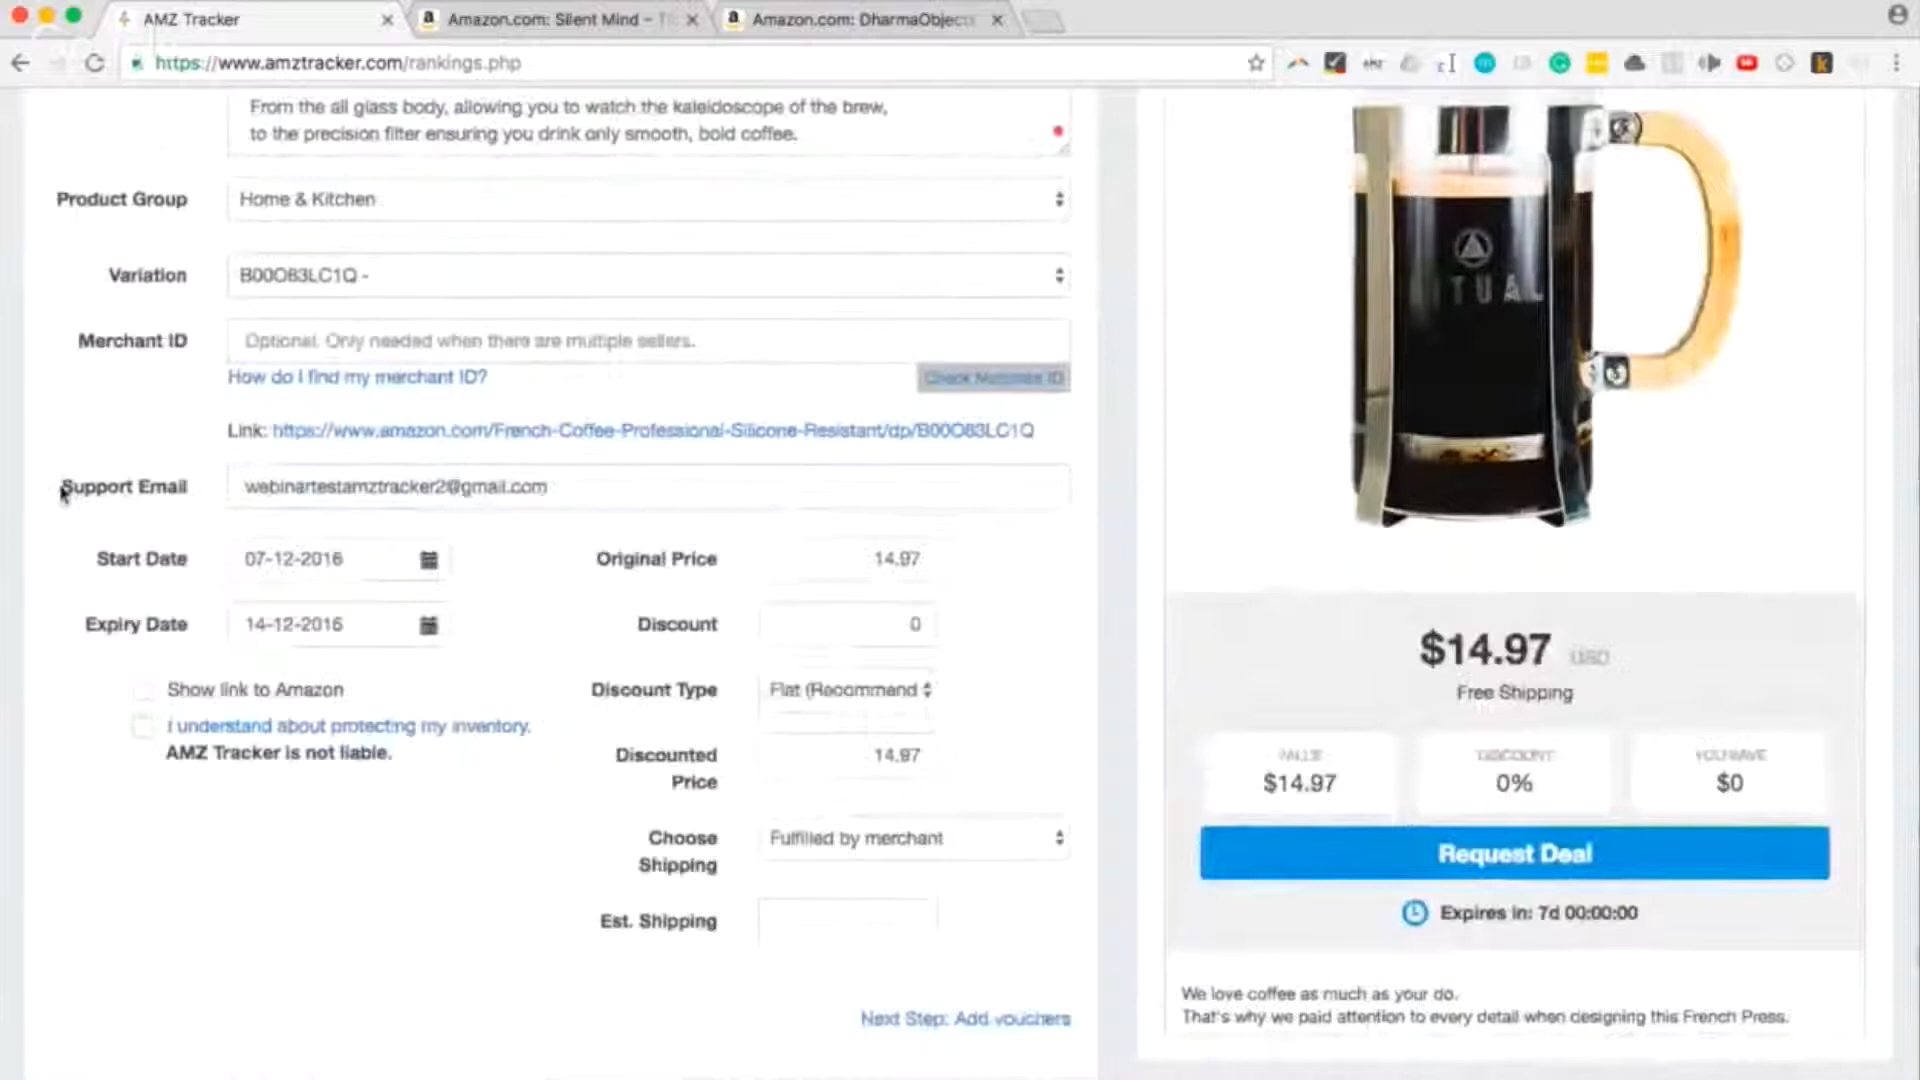 AMZ Tracker
Amazon.com: Silent Mind -
Amazon.com: DharmaObjects
https://www.amztracker.com/rankings.php
From the all glass body, allowing you to watch the kaleidoscope of the brew,
to the precision filter ensuring you drink only smooth, bold coffee.
Product Group
Home & Kitchen
Variation
B00O83LC1Q -
Merchant ID
Optional. Only needed when there are multiple sellers.
How do I find my merchant ID?
Check Merchant ID
Link: https://www.amazon.com/French-Coffee-Professional-Silicone-Resistant/dp/B00O83LC1Q
Support Email
webinartestamztracker2@gmail.com
Start Date
07-12-2016
Original Price
14.97
Expiry Date
14-12-2016
Discount
0
Show link to Amazon
Discount Type
Flat (Recommend
I understand about protecting my inventory.
AMZ Tracker is not liable.
Discounted
Price
14.97
Choose
Shipping
Fulfilled by merchant
Est. Shipping
Next Step: Add vouchers
$14.97 USD
Free Shipping
VALUE
$14.97
DISCOUNT
0%
YOU SAVE
$0
Request Deal
Expires in: 7d 00:00:00
We love coffee as much as your do.
That's why we paid attention to every detail when designing this French Press.